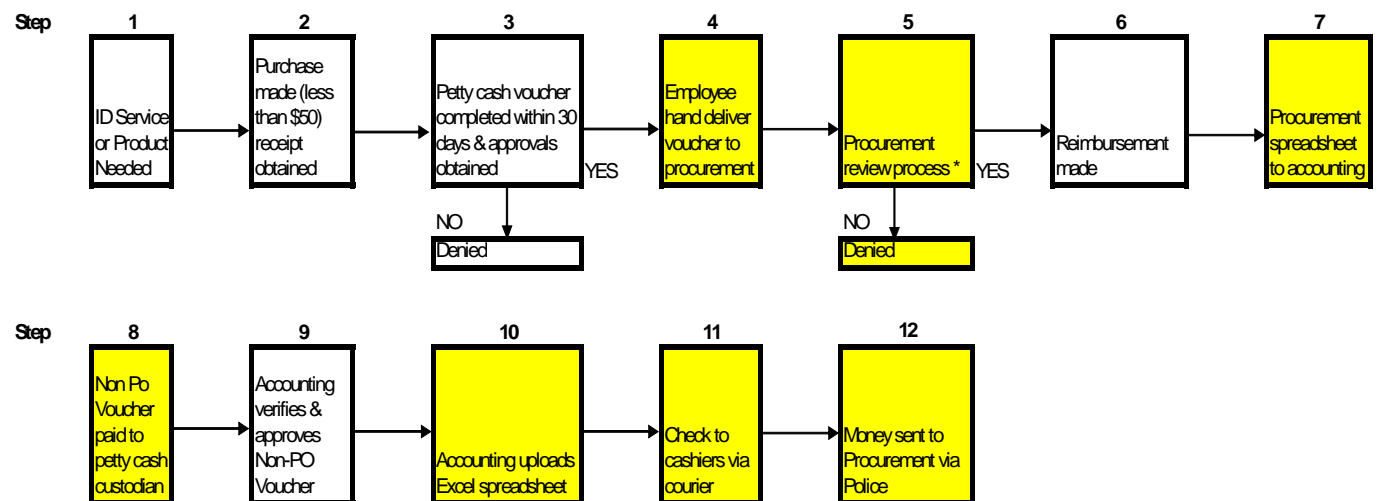 Step 1 2 3 4 5 6 7
ID Service
or Product
Needed
Purchase
made (less
than $50)
receipt
obtained
Petty cash voucher
completed within 30
days & approvals
obtained
YES
NO
Denied
Employee
hand deliver
voucher to
procurement
Procurement
review process *
YES
NO
Denied
Reimbursement
made
Procurement
spreadsheet
to accounting
Step 8 9 10 11 12
Non Po
Voucher
paid to
petty cash
custodian
Accounting
verifies &
approves
Non-PO
Voucher
Accounting uploads
Excel spreadsheet
Check to
cashiers via
courier
Money sent to
Procurement via
Police